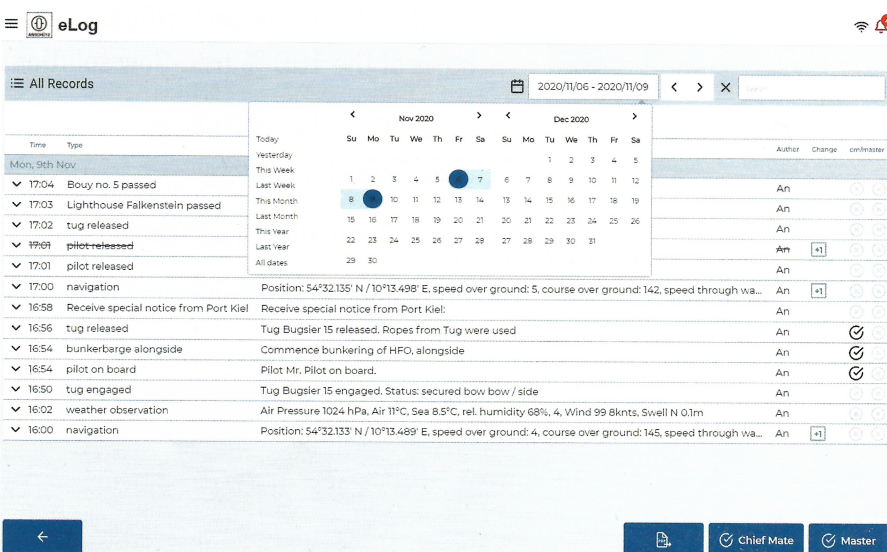 eLog
All Records
2020/11/06 - 2020/11/09
Nov 2020 Dec 2020
Su Mo Tu We Th Fr Sa Su Mo Tu We Th Fr Sa
1 2 3 4 5
1 2 3 4 5 6 7 6 7 8 9 10 11 12
8 9 10 11 12 13 14 13 14 15 16 17 18 19
15 16 17 18 19 20 21 20 21 22 23 24 25 26
22 23 24 25 26 27 28 27 28 29 30 31
29 30
Today
Yesterday
This Week
Last Week
This Month
Last Month
This Year
Last Year
All dates
Time Type Author Change cm/master
Mon, 9th Nov
17:04 Bouy no. 5 passed An
17:03 Lighthouse Falkenstein passed An
17:02 tug released An
17:01 pilot released An +1
17:01 pilot released An
17:00 navigation Position: 54°32.135' N / 10°13.498' E, speed over ground: 5, course over ground: 142, speed through wa... An +1
16:58 Receive special notice from Port Kiel Receive special notice from Port Kiel: An
16:56 tug released Tug Bugsier 15 released. Ropes from Tug were used An
16:54 bunkerbarge alongside Commence bunkering of HFO, alongside An
16:54 pilot on board Pilot Mr. Pilot on board. An
16:50 tug engaged Tug Bugsier 15 engaged. Status: secured bow bow / side An
16:02 weather observation Air Pressure 1024 hPa, Air 11°C, Sea 8.5°C, rel. humidity 68%, 4, Wind 99 8knts, Swell N 0.1m An
16:00 navigation Position: 54°32.133' N / 10°13.489' E, speed over ground: 4, course over ground: 145, speed through wa... An +1
Chief Mate
Master